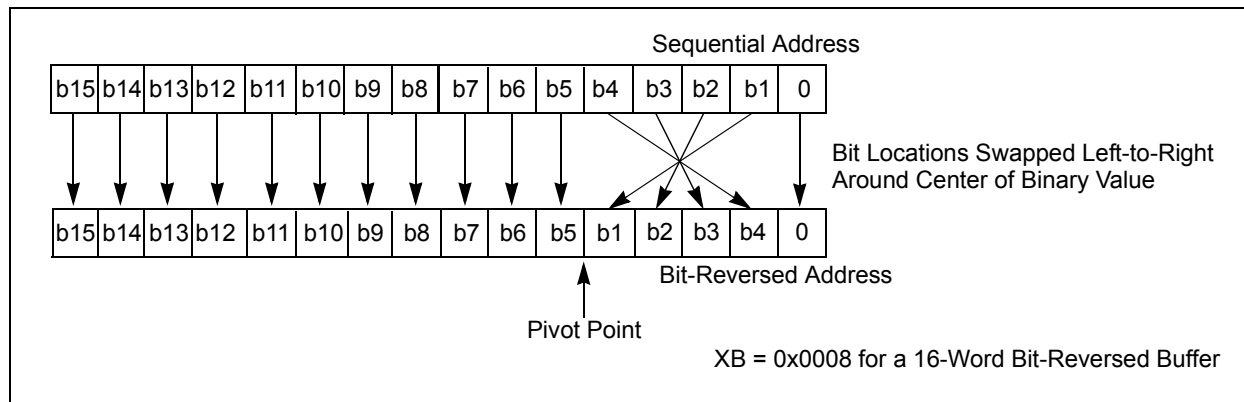 Sequential Address
b15 b14 b13 b12 b11 b10 b9 b8 b7 b6 b5 b4 b3 b2 b1 0
Bit Locations Swapped Left-to-Right
Around Center of Binary Value
b15 b14 b13 b12 b11 b10 b9 b8 b7 b6 b5 b1 b2 b3 b4 0
Bit-Reversed Address
Pivot Point
XB = 0x0008 for a 16-Word Bit-Reversed Buffer